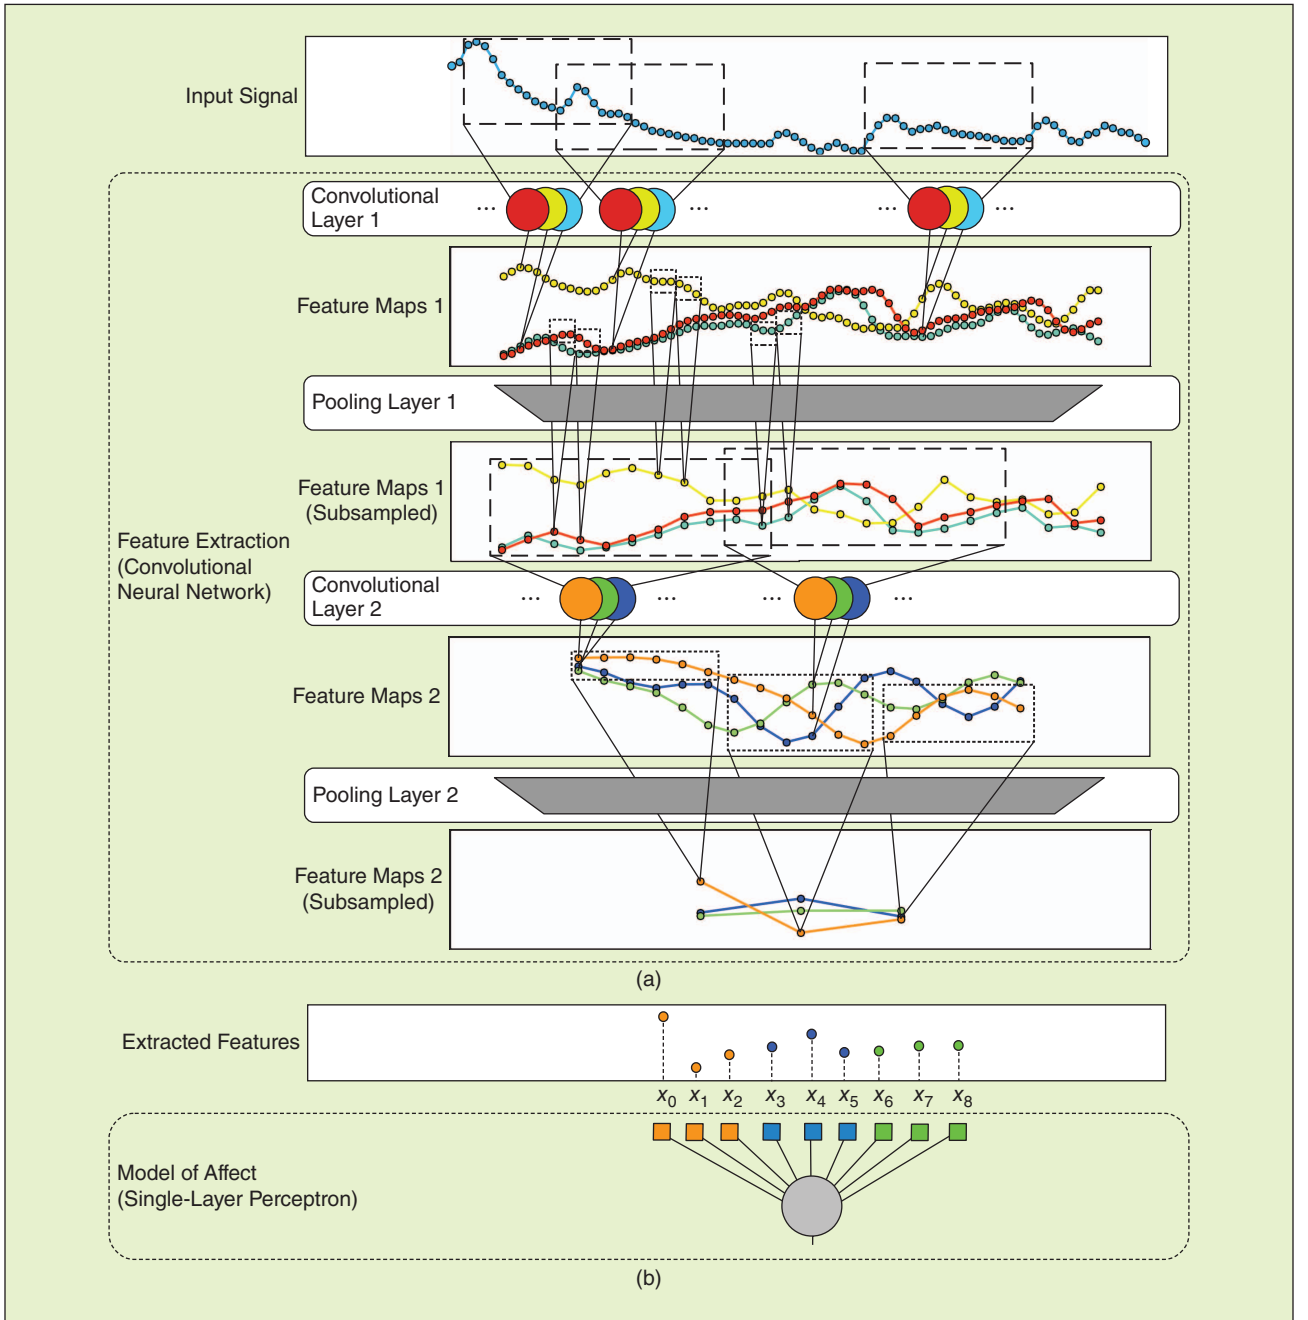 Input Signal
Convolutional
Layer 1
... ... ... ...
Feature Maps 1
Pooling Layer 1
Feature Maps 1
(Subsampled)
Feature Extraction
(Convolutional
Neural Network)
Convolutional
Layer 2
... ... ... ...
Feature Maps 2
Pooling Layer 2
Feature Maps 2
(Subsampled)
(a)
Extracted Features
x0 x1 x2 x3 x4 x5 x6 x7 x8
Model of Affect
(Single-Layer Perceptron)
(b)